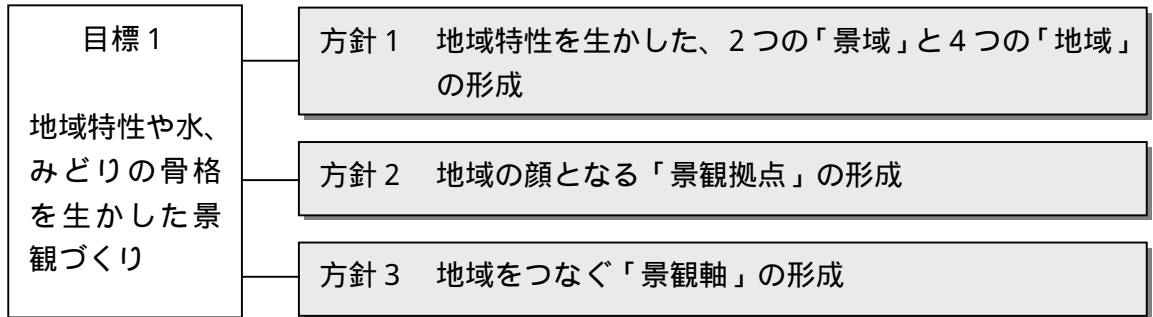 目標1
地域特性や水、
みどりの骨格
を生かした景
観づくり
方針1 地域特性を生かした、2つの「景域」と4つの「地域」
の形成
方針2 地域の顔となる「景観拠点」の形成
方針3 地域をつなぐ「景観軸」の形成